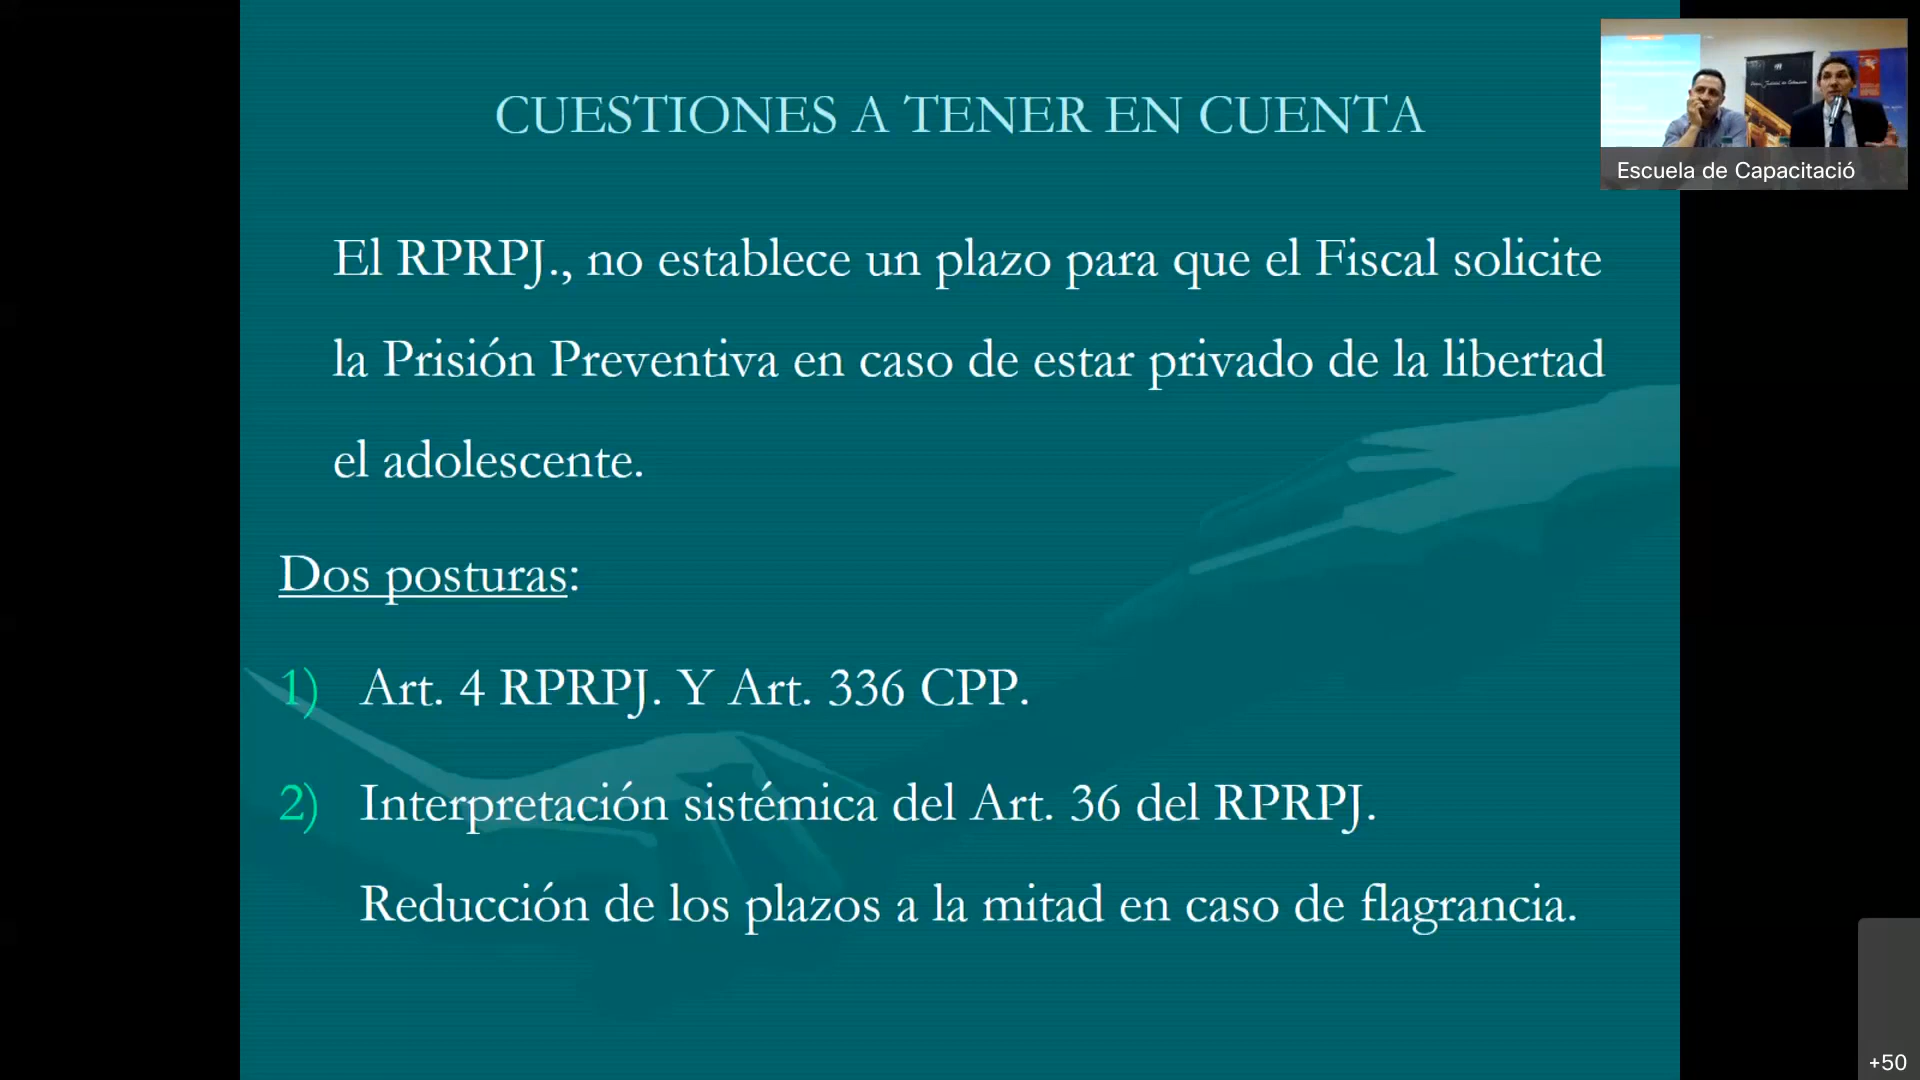 CUESTIONES A TENER EN CUENTA
Escuela de Capacitació
El RPRPJ., no establece un plazo para que el Fiscal solicite
la Prisión Preventiva en caso de estar privado de la libertad
el adolescente.
Dos posturas:
1) Art. 4 RPRPJ. Y Art. 336 CPP.
2) Interpretación sistémica del Art. 36 del RPRPJ.
Reducción de los plazos a la mitad en caso de flagrancia.
+50